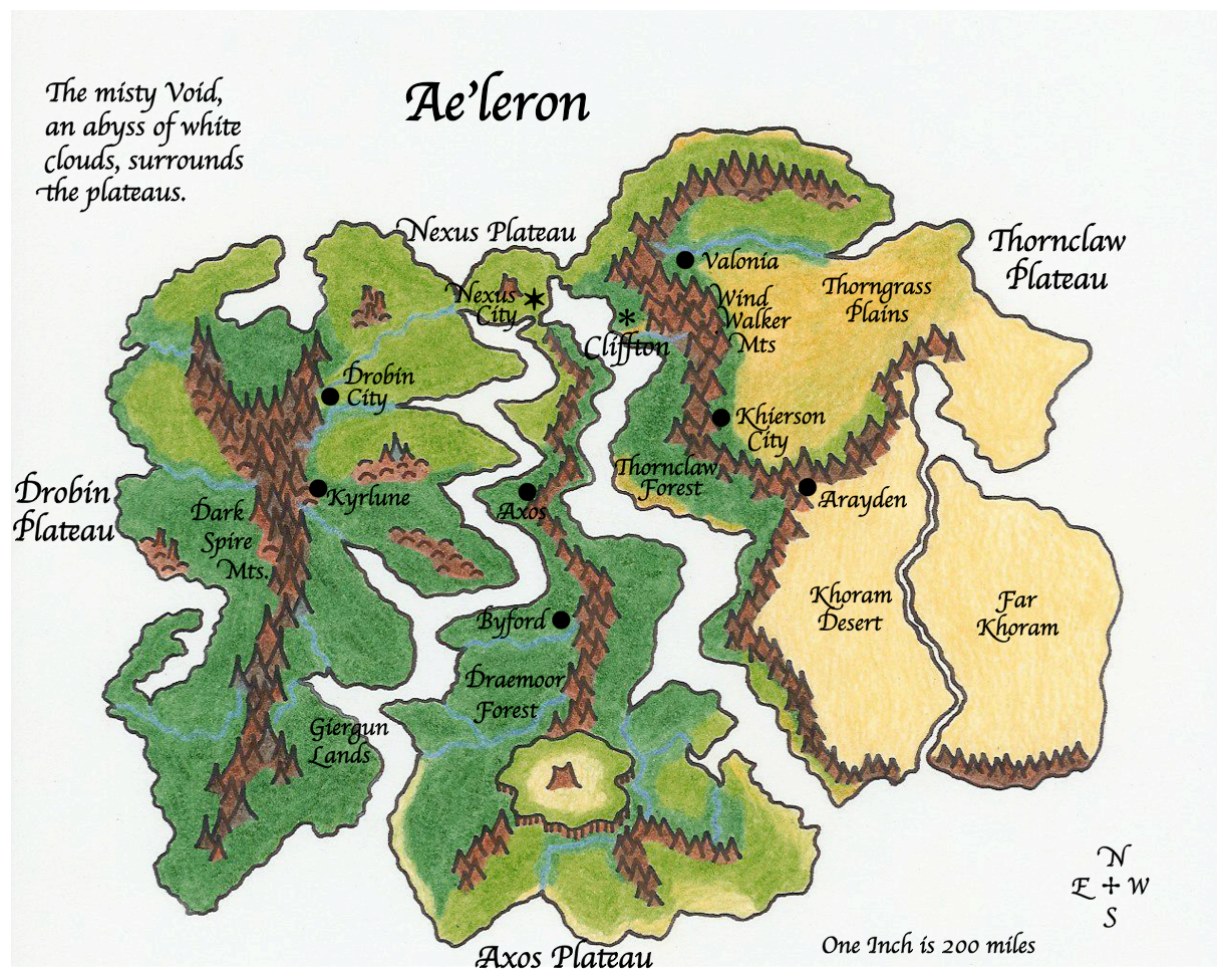 Ae'leron
The misty Void,
an abyss of white
clouds, surrounds
the plateaus.
Nexus Plateau
Thornclaw
Plateau
Valonia
Nexus
City
Wind
Walker
Mts
Thorngrass
Plains
Cliffton
Drobin
City
Khierson
City
Thornclaw
Forest
Drobin
Plateau
Kyrlune
Axos
Arayden
Dark
Spire
Mts.
Khoram
Desert
Far
Khoram
Byford
Draemoor
Forest
Giergun
Lands
N
E + W
S
Axos Plateau
One Inch is 200 miles